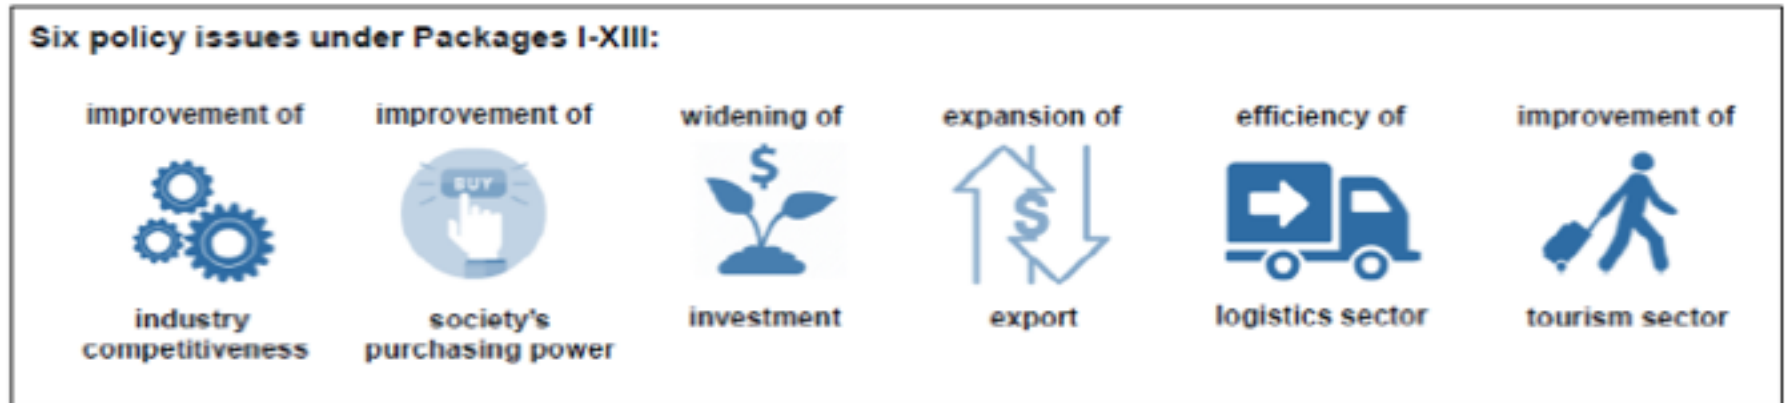 Six policy issues under Packages I-XIII:
improvement of
industry
competitiveness
improvement of
BUY
society's
purchasing power
widening of
$
investment
expansion of
$
export
efficiency of
logistics sector
improvement of
tourism sector